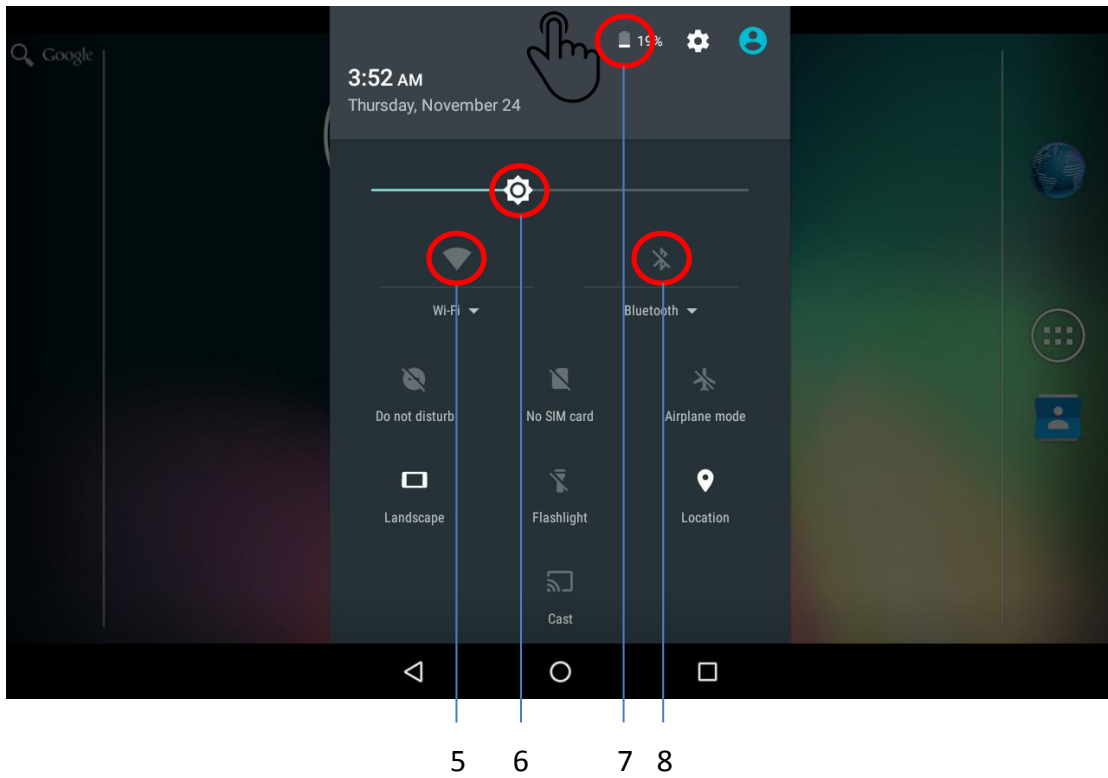 19%
Google
3:52 AM
Thursday, November 24
Wi-Fi Bluetooth
Do not disturb No SIM card Airplane mode
Landscape Flashlight Location
Cast
5 6 7 8